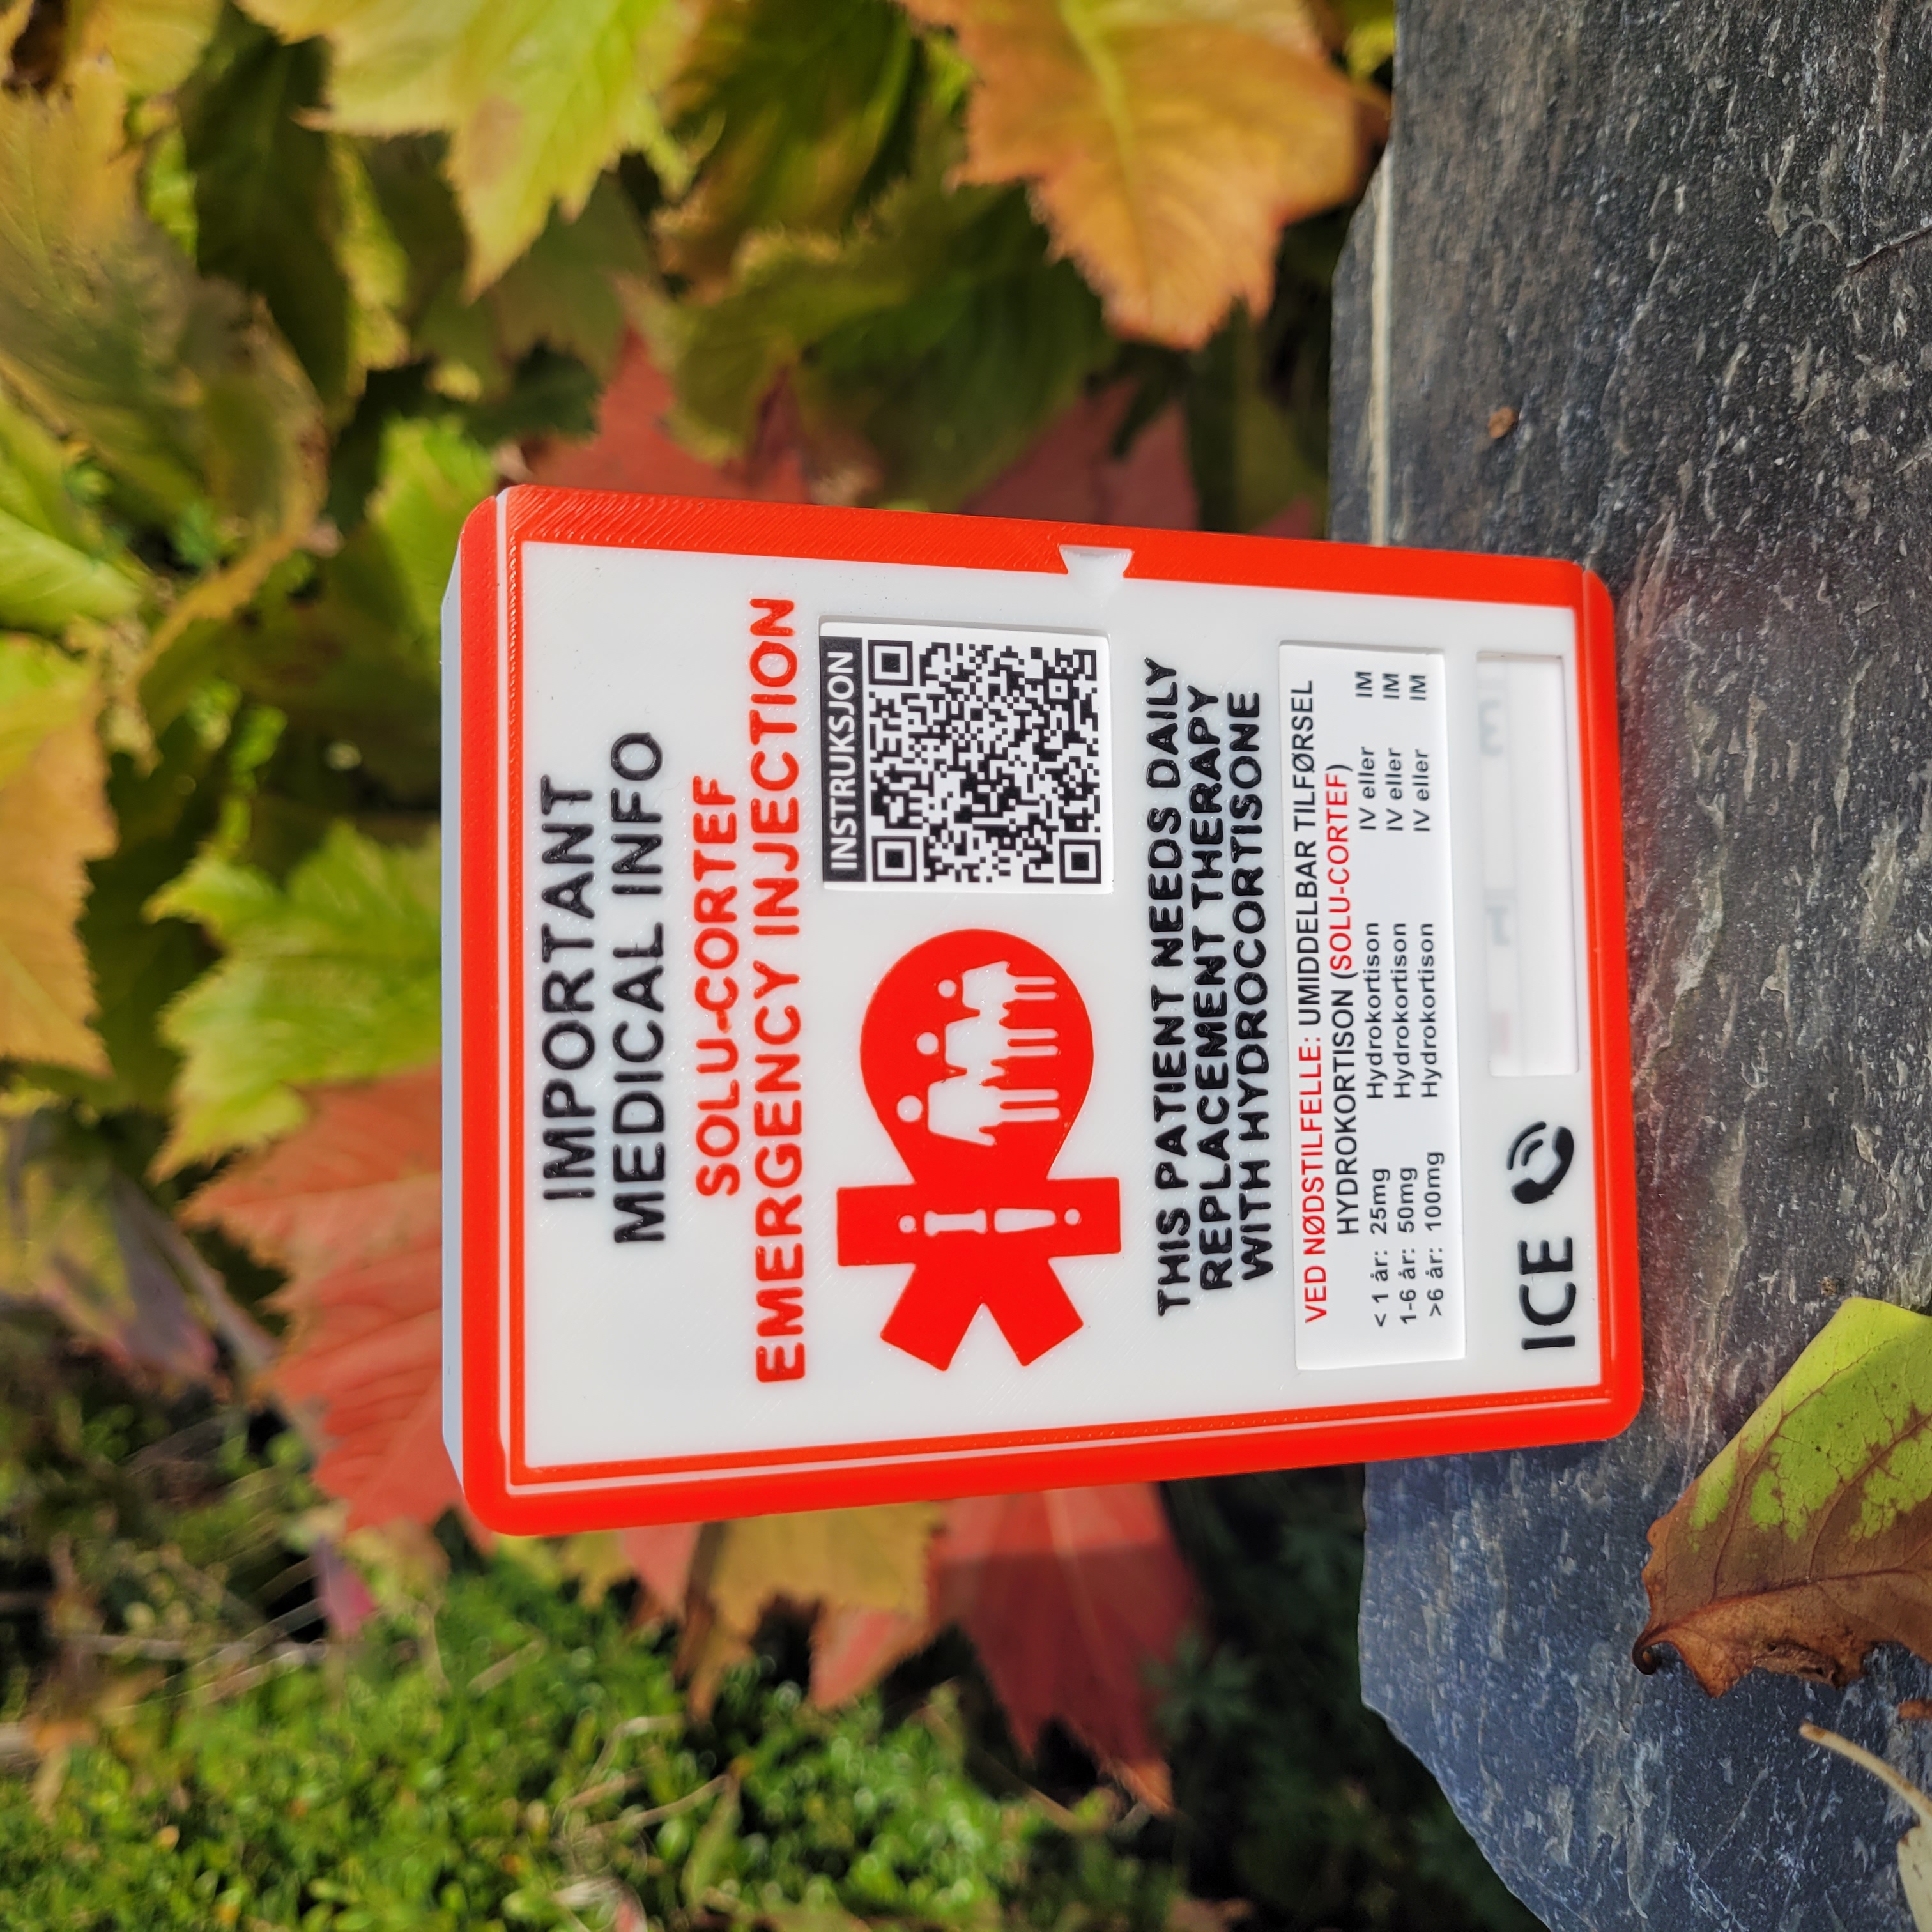 IMPORTANT
MEDICAL INFO
SOLU-CORTEF
EMERGENCY INJECTION
INSTRUKSJON
THIS PATIENT NEEDS DAILY
REPLACEMENT THERAPY
WITH HYDROCORTISONE
VED NØDSTILFELLE: UMIDDELBAR TILFØRSEL
HYDROKORTISON (SOLU-CORTEF)
< 1 år: 25mg Hydrokortison IV eller IM
1-6 år: 50mg Hydrokortison IV eller IM
>6 år: 100mg Hydrokortison IV eller IM
ICE